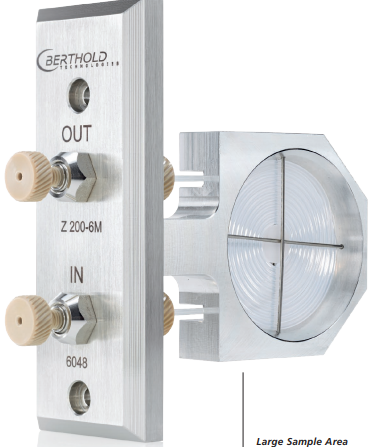 BERTHOLD
TECHNOLOGIES
OUT
Z 200-6M
IN
6048
Large Sample Area